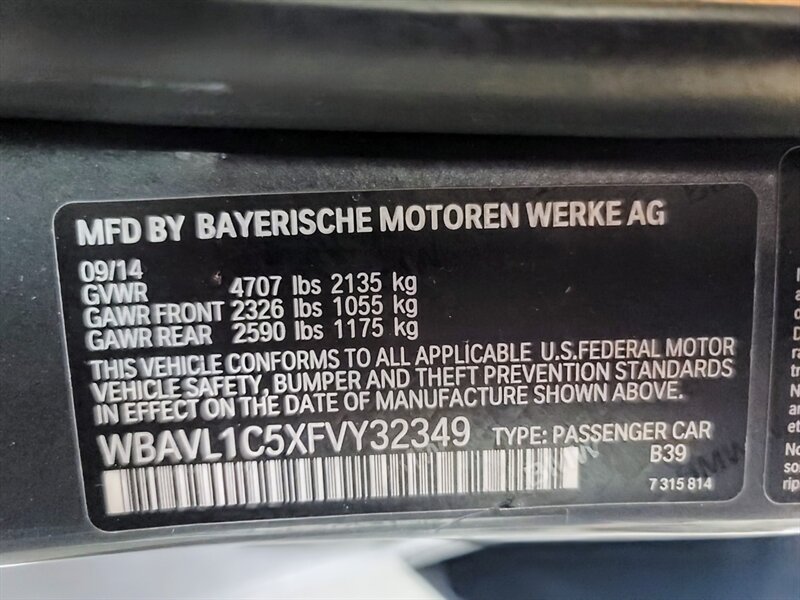 MFD BY BAYERISCHE MOTOREN WERKE AG
09/14
GVWR 4707 lbs 2135 kg
GAWR FRONT 2326 lbs 1055 kg
GAWR REAR 2590 lbs 1175 kg
THIS VEHICLE CONFORMS TO ALL APPLICABLE U.S.FEDERAL MOTOR
VEHICLE SAFETY, BUMPER AND THEFT PREVENTION STANDARDS
IN EFFECT ON THE DATE OF MANUFACTURE SHOWN ABOVE.
WBAVL1C5XFVY32349 TYPE: PASSENGER CAR
B39
7 315 814